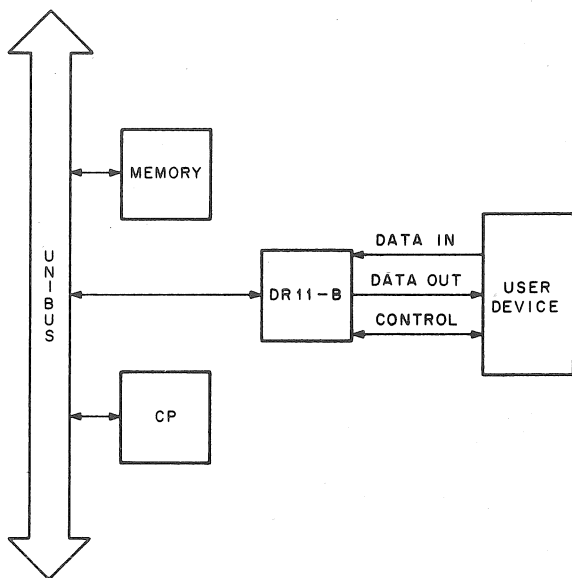 UNIBUS
MEMORY
DR11-B
CP
DATA IN
DATA OUT
CONTROL
USER
DEVICE